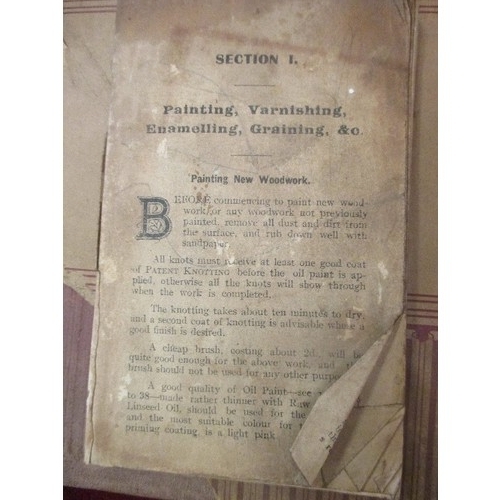 SECTION I.
Painting, Varnishing,
Enamelling, Graining, &c.
Painting New Woodwork.
BEFORE commencing to paint new wood-
work or any woodwork not previously
painted, remove all dust and dirt from
the surface, and rub down well with
sandpaper.
All knots must receive at least one good coat
of PATENT KNOTTING before the oil paint is ap-
plied, otherwise all the knots will show through
when the work is completed.
The knotting takes about ten minutes to dry,
and a second coat of knotting is advisable where a
good finish is desired.
A cheap brush, costing about 2d., will be
quite good enough for the above work, and
brush should not be used for any other
A good quality of Oil Paint—see
to 38—made rather thinner with Raw
Linseed Oil, should be used for the
and the most suitable colour for
priming coating, is a light pink